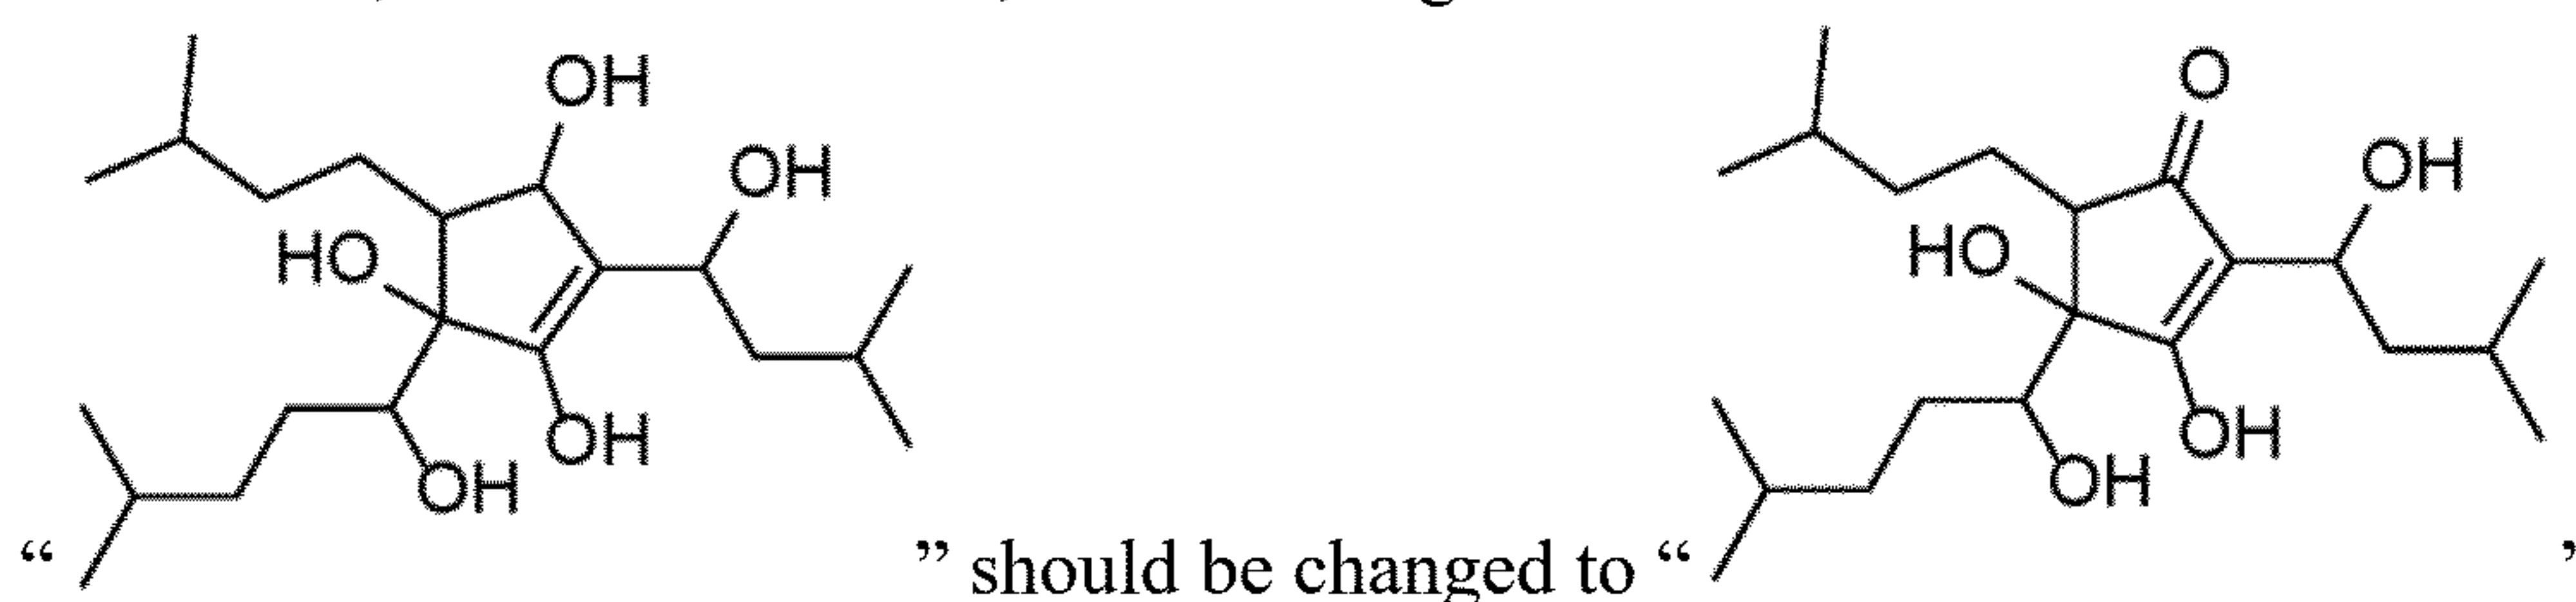 OH O
OH OH
HO HO
OH OH
OH OH
“ ” should be changed to “ ”